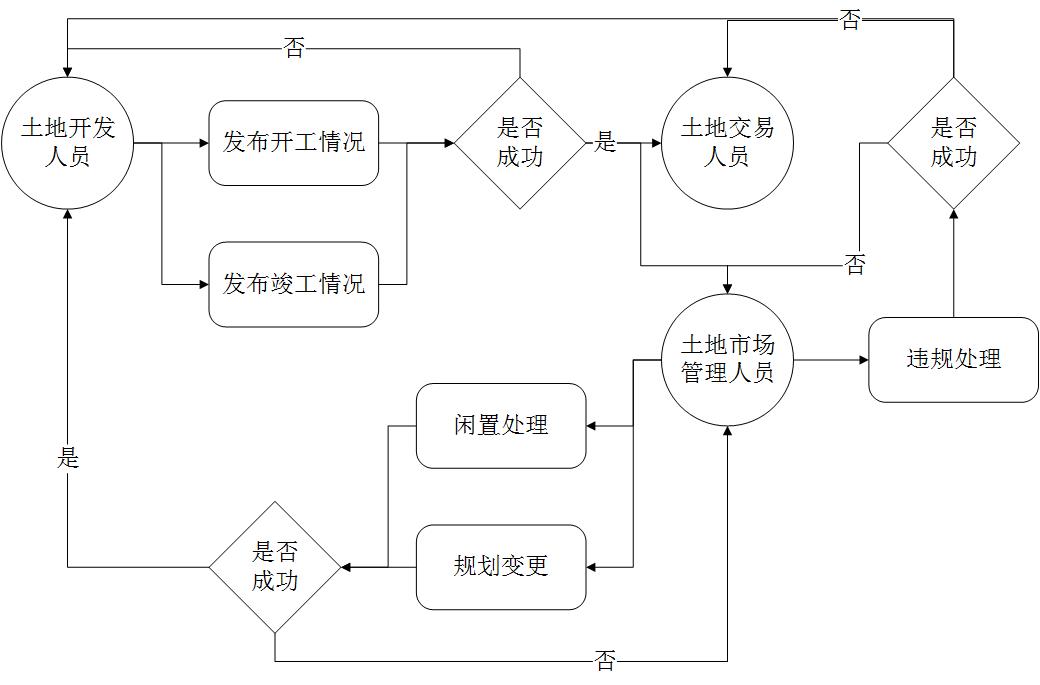 否
否
土地开发
人员
发布开工情况
是否
成功
是
土地交易
人员
是否
成功
发布竣工情况
否
土地市场
管理人员
违规处理
闲置处理
是
是否
成功
规划变更
否